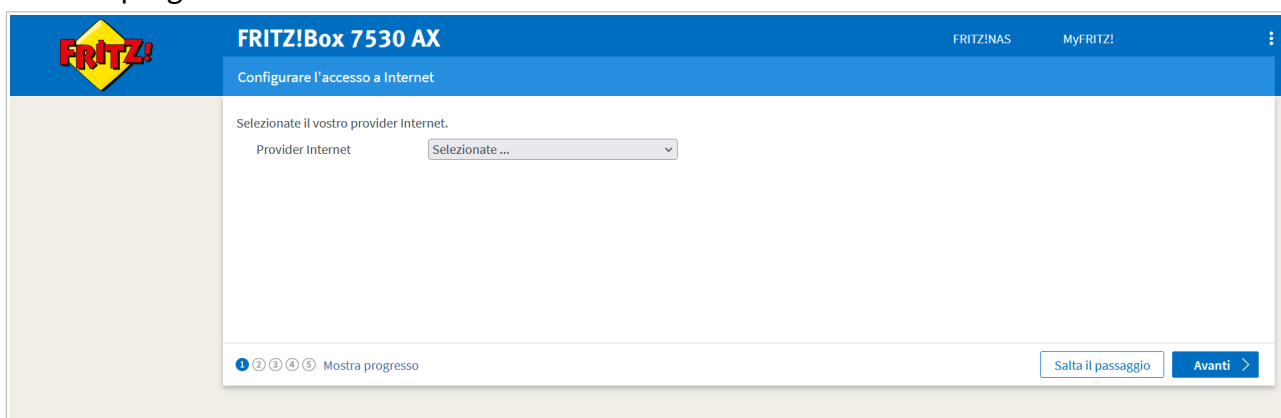 FRITZ!
FRITZ!Box 7530 AX
FRITZ!NAS
MyFRITZ!
Configurare l'accesso a Internet
Selezionate il vostro provider Internet.
Provider Internet
Selezionate ...
1 2 3 4 5 Mostra progresso
Salta il passaggio
Avanti